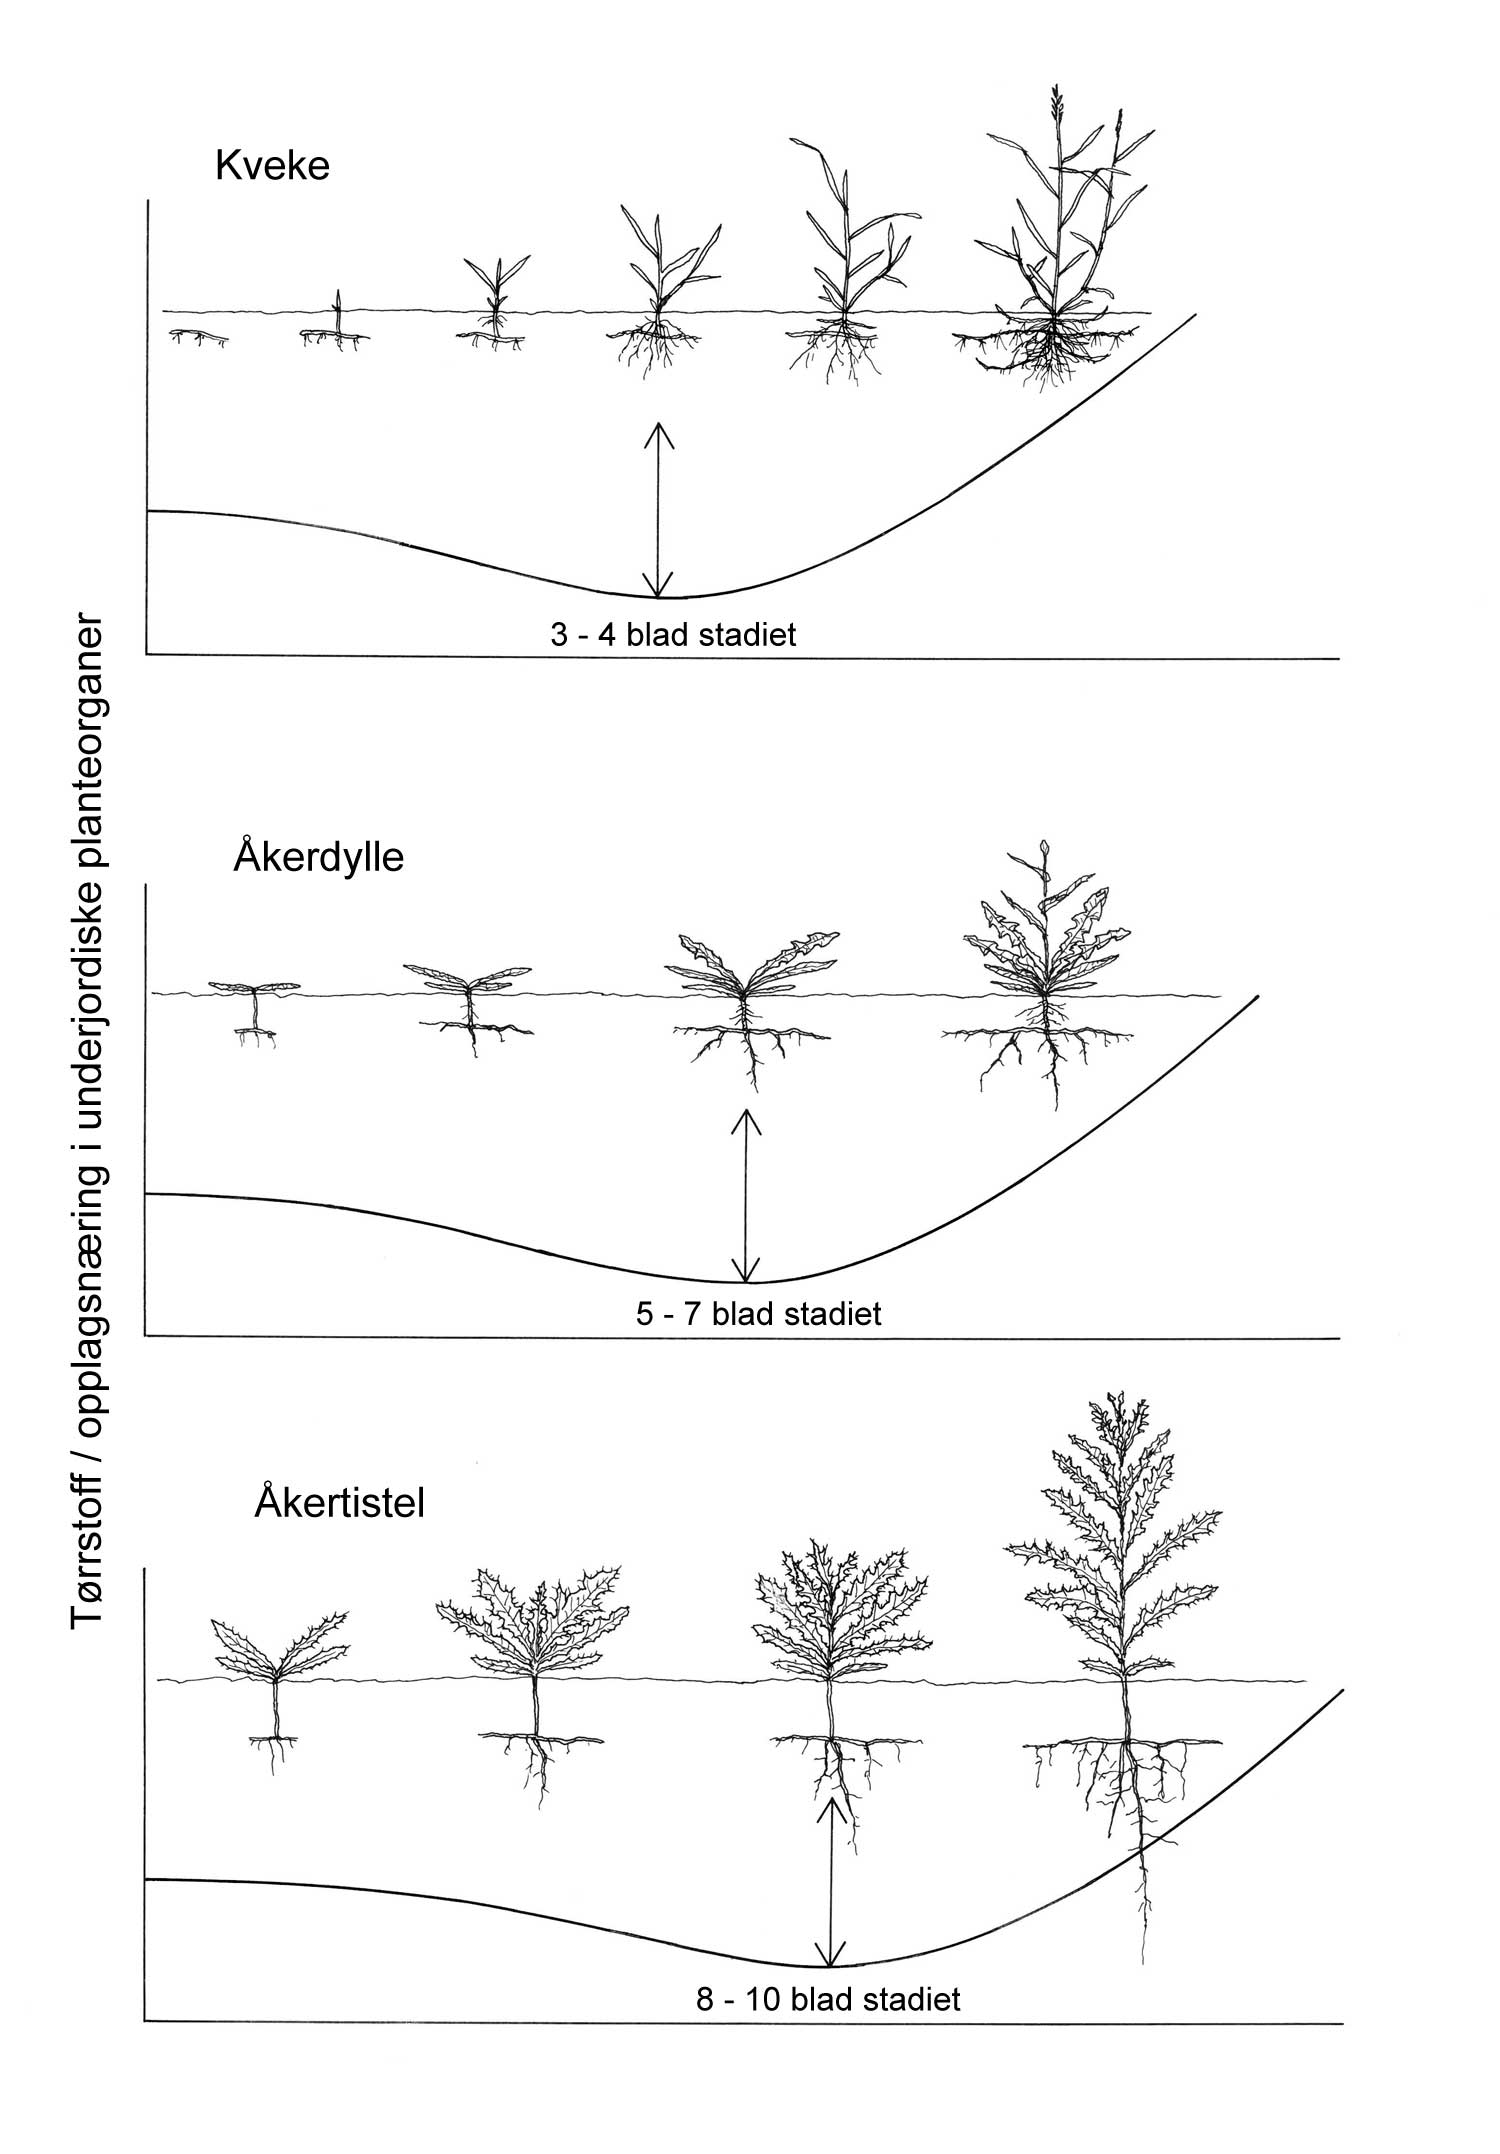 Kveke
3 - 4 blad stadiet
Tørrstoff / opplagsnæring i underjordiske planteorganer
Åkerdylle
5 - 7 blad stadiet
Åkertistel
8 - 10 blad stadiet